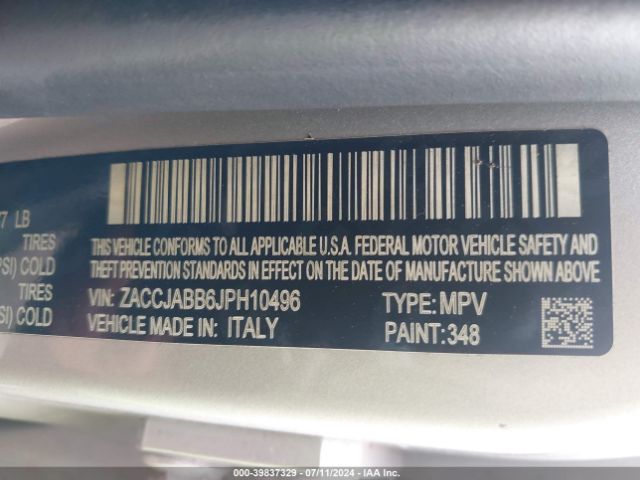 7 LB
TIRES
SI) COLD
TIRES
SI) COLD
THIS VEHICLE CONFORMS TO ALL APPLICABLE U.S.A. FEDERAL MOTOR VEHICLE SAFETY AND
THEFT PREVENTION STANDARDS IN EFFECT ON THE DATE OF MANUFACTURE SHOWN ABOVE
VIN: ZACCJABB6JPH10496 TYPE: MPV
VEHICLE MADE IN: ITALY PAINT: 348
000-39837329 - 07/11/2024 - IAA Inc.